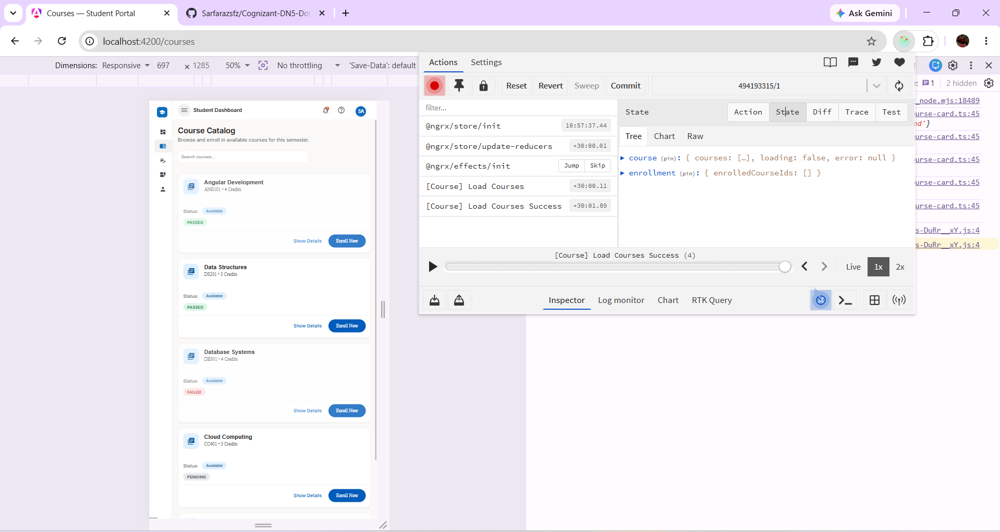 Courses — Student Portal
Sarfarazsfz/Cognizant-DN5-Dot
Ask Gemini
localhost:4200/courses
Dimensions: Responsive 697 x 1285 50% No throttling 'Save-Data': default
Student Dashboard
SA
Course Catalog
Browse and enroll in available courses for this semester.
Search courses...
Angular Development
ANG101 • 4 Credits
Status: Available
PASSED
Show Details Enroll Now
Data Structures
DS201 • 3 Credits
Status: Available
PASSED
Show Details Enroll Now
Database Systems
DB301 • 4 Credits
Status: Available
FAILED
Show Details Enroll Now
Cloud Computing
CC401 • 3 Credits
Status: Available
PENDING
Show Details Enroll Now
Actions Settings
Reset Revert Sweep Commit 494193315/1
filter...
@ngrx/store/init 10:57:37.44
@ngrx/store/update-reducers +30:00.01
@ngrx/effects/init Jump Skip
[Course] Load Courses +30:00.11
[Course] Load Courses Success +30:01.89
State Action State Diff Trace Test
Tree Chart Raw
course (pin): { courses: […], loading: false, error: null }
enrollment (pin): { enrolledCourseIds: [] }
[Course] Load Courses Success (4)
Live 1x 2x
Inspector Log monitor Chart RTK Query
1 2 hidden
_node.mjs:18489
urse-card.ts:45
ed'}
urse-card.ts:45
urse-card.ts:45
urse-card.ts:45
urse-card.ts:45
s-DuRr__xY.js:4
s-DuRr__xY.js:4